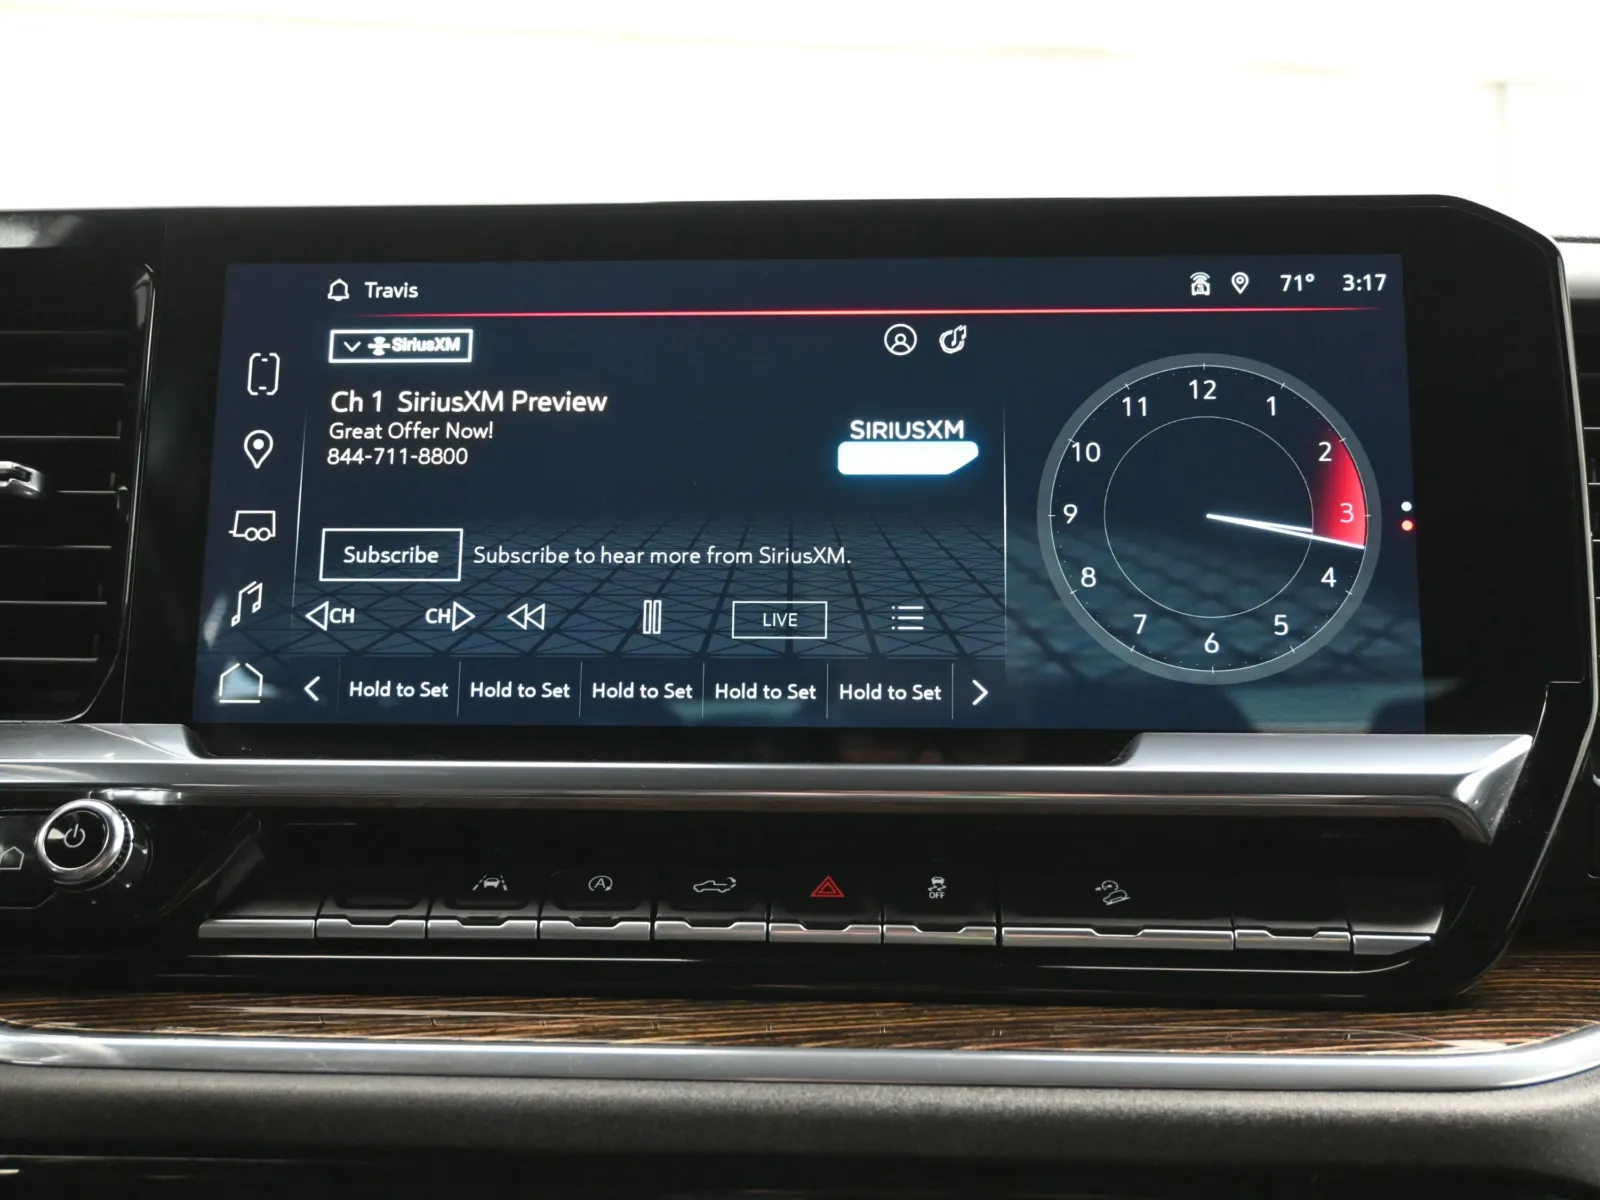 Travis
71° 3:17
SiriusXM
Ch 1 SiriusXM Preview
Great Offer Now!
844-711-8800
SIRIUSXM
Subscribe Subscribe to hear more from SiriusXM.
CH CH LIVE
Hold to Set Hold to Set Hold to Set Hold to Set Hold to Set
12
1
2
3
4
5
6
7
8
9
10
11
A
OFF